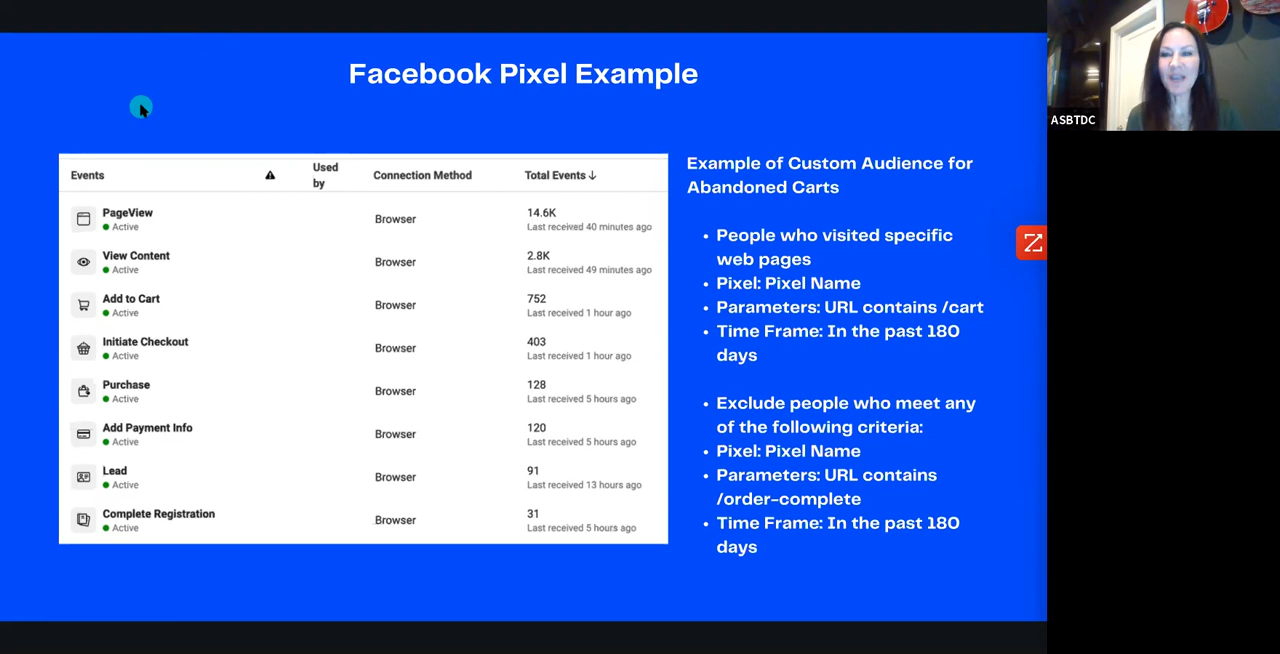 Facebook Pixel Example
ASBTDC
Events
Used
by
Connection Method
Total Events ↓
PageView
Active
Browser
14.6K
Last received 40 minutes ago
View Content
Active
Browser
2.8K
Last received 49 minutes ago
Add to Cart
Active
Browser
752
Last received 1 hour ago
Initiate Checkout
Active
Browser
403
Last received 1 hour ago
Purchase
Active
Browser
128
Last received 5 hours ago
Add Payment Info
Active
Browser
120
Last received 5 hours ago
Lead
Active
Browser
91
Last received 13 hours ago
Complete Registration
Active
Browser
31
Last received 5 hours ago
Example of Custom Audience for
Abandoned Carts
• People who visited specific
web pages
• Pixel: Pixel Name
• Parameters: URL contains /cart
• Time Frame: In the past 180
days
• Exclude people who meet any
of the following criteria:
• Pixel: Pixel Name
• Parameters: URL contains
/order-complete
• Time Frame: In the past 180
days